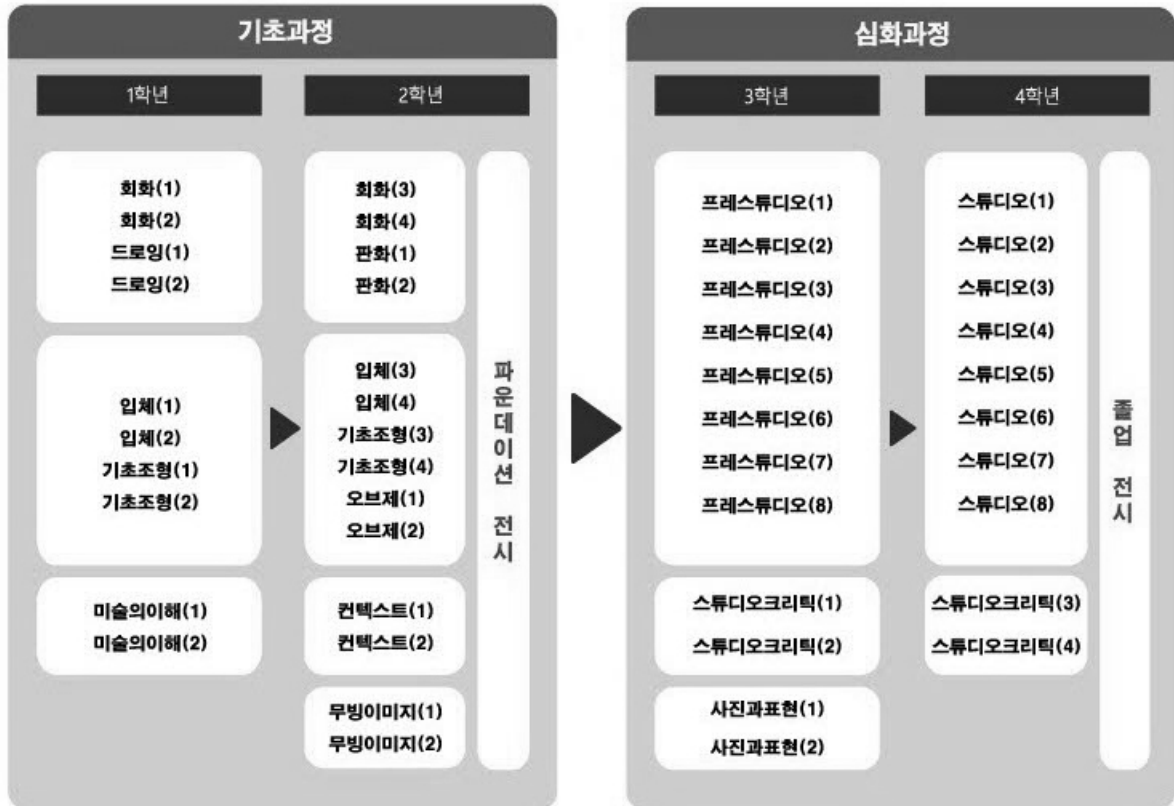 기초과정
1학년
2학년
회화(1)
회화(2)
드로잉(1)
드로잉(2)
입체(1)
입체(2)
기초조형(1)
기초조형(2)
미술의이해(1)
미술의이해(2)
회화(3)
회화(4)
판화(1)
판화(2)
입체(3)
입체(4)
기초조형(3)
기초조형(4)
오브제(1)
오브제(2)
컨텍스트(1)
컨텍스트(2)
무빙이미지(1)
무빙이미지(2)
파운데이션 전시
심화과정
3학년
4학년
프레스튜디오(1)
프레스튜디오(2)
프레스튜디오(3)
프레스튜디오(4)
프레스튜디오(5)
프레스튜디오(6)
프레스튜디오(7)
프레스튜디오(8)
스튜디오크리틱(1)
스튜디오크리틱(2)
사진과표현(1)
사진과표현(2)
스튜디오(1)
스튜디오(2)
스튜디오(3)
스튜디오(4)
스튜디오(5)
스튜디오(6)
스튜디오(7)
스튜디오(8)
스튜디오크리틱(3)
스튜디오크리틱(4)
졸업 전시